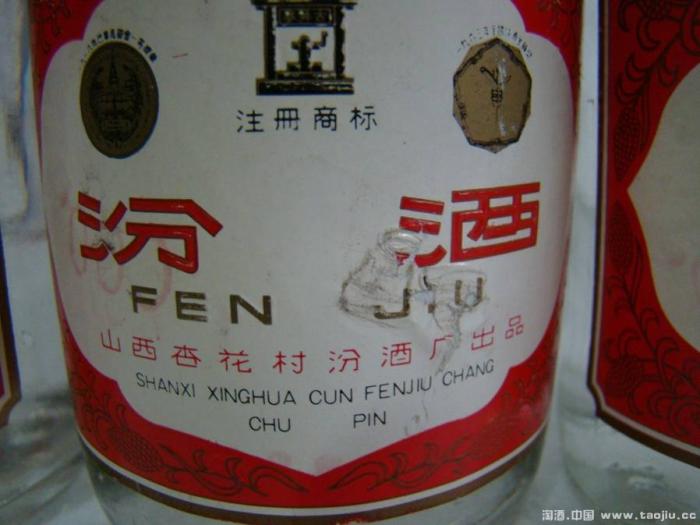 注冊商标
汾酒
FEN JIU
山西杏花村汾酒厂出品
SHANXI XINGHUA CUN FENJIU CHANG
CHU PIN
淘酒.中国 www.taojiu.cc